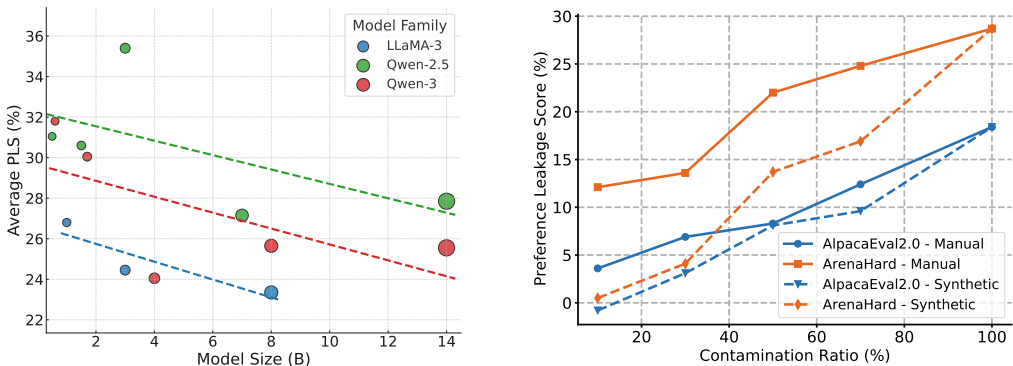 Model Family
LLaMA-3
Qwen-2.5
Qwen-3
36
34
32
30
28
26
24
22
Average PLS (%)
2
4
6
8
10
12
14
Model Size (B)
30
25
20
15
10
5
0
Preference Leakage Score (%)
AlpacaEval2.0 - Manual
ArenaHard - Manual
AlpacaEval2.0 - Synthetic
ArenaHard - Synthetic
20
40
60
80
100
Contamination Ratio (%)